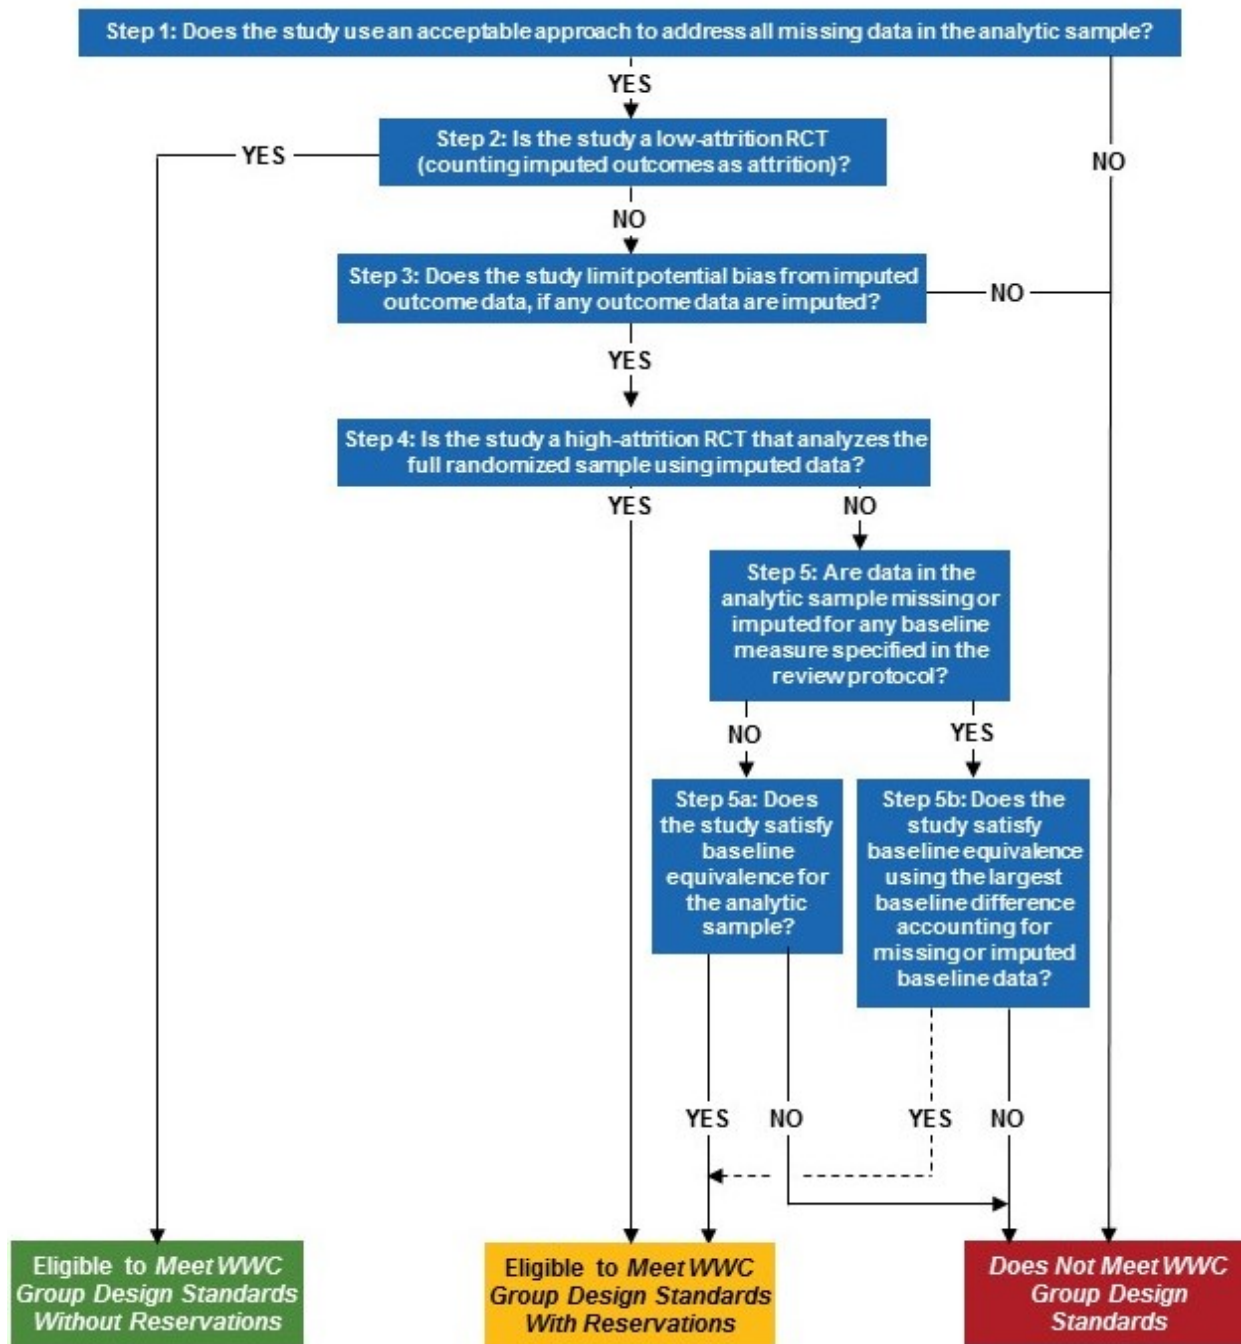 Step 1: Does the study use an acceptable approach to address all missing data in the analytic sample?
YES
NO
Step 2: Is the study a low-attrition RCT
(counting imputed outcomes as attrition)?
YES
NO
Step 3: Does the study limit potential bias from imputed
outcome data, if any outcome data are imputed?
NO
YES
Step 4: Is the study a high-attrition RCT that analyzes the
full randomized sample using imputed data?
YES
NO
Step 5: Are data in the
analytic sample missing or
imputed for any baseline
measure specified in the
review protocol?
NO
YES
Step 5a: Does
the study satisfy
baseline
equivalence for
the analytic
sample?
Step 5b: Does the
study satisfy
baseline equivalence
using the largest
baseline difference
accounting for
missing or imputed
baseline data?
YES
NO
YES
NO
Eligible to Meet WWC
Group Design Standards
Without Reservations
Eligible to Meet WWC
Group Design Standards
With Reservations
Does Not Meet WWC
Group Design
Standards